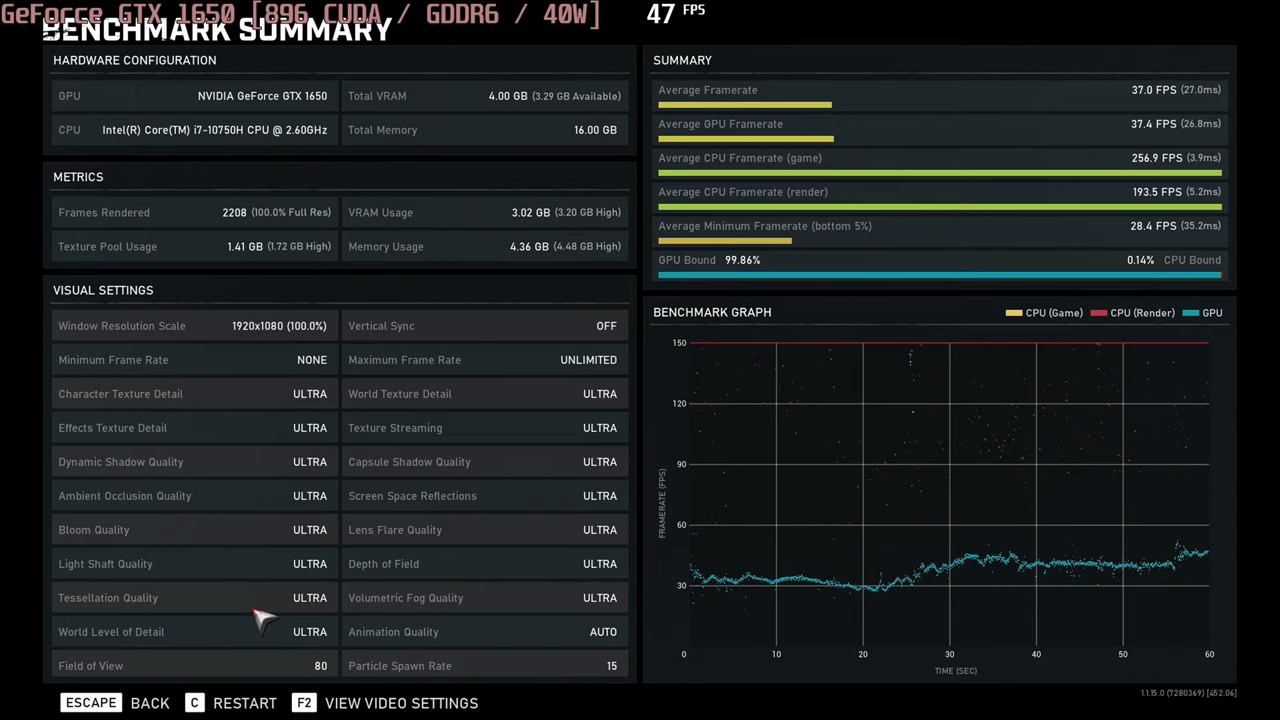 GeForce GTX 1650 [896 CUDA / GDDR6 / 40W] 47 FPS
BENCHMARK SUMMARY
HARDWARE CONFIGURATION
GPU NVIDIA GeForce GTX 1650 Total VRAM 4.00 GB (3.29 GB Available)
CPU Intel(R) Core(TM) i7-10750H CPU @ 2.60GHz Total Memory 16.00 GB
METRICS
Frames Rendered 2208 (100.0% Full Res) VRAM Usage 3.02 GB (3.20 GB High)
Texture Pool Usage 1.41 GB (1.72 GB High) Memory Usage 4.36 GB (4.48 GB High)
VISUAL SETTINGS
Window Resolution Scale 1920x1080 (100.0%) Vertical Sync OFF
Minimum Frame Rate NONE Maximum Frame Rate UNLIMITED
Character Texture Detail ULTRA World Texture Detail ULTRA
Effects Texture Detail ULTRA Texture Streaming ULTRA
Dynamic Shadow Quality ULTRA Capsule Shadow Quality ULTRA
Ambient Occlusion Quality ULTRA Screen Space Reflections ULTRA
Bloom Quality ULTRA Lens Flare Quality ULTRA
Light Shaft Quality ULTRA Depth of Field ULTRA
Tessellation Quality ULTRA Volumetric Fog Quality ULTRA
World Level of Detail ULTRA Animation Quality AUTO
Field of View 80 Particle Spawn Rate 15
SUMMARY
Average Framerate 37.0 FPS (27.0ms)
Average GPU Framerate 37.4 FPS (26.8ms)
Average CPU Framerate (game) 256.9 FPS (3.9ms)
Average CPU Framerate (render) 193.5 FPS (5.2ms)
Average Minimum Framerate (bottom 5%) 28.4 FPS (35.2ms)
GPU Bound 99.86% 0.14% CPU Bound
BENCHMARK GRAPH CPU (Game) CPU (Render) GPU
150
120
90
60
30
FRAMERATE (FPS)
0 10 20 30 40 50 60
TIME (SEC)
1.1.15.0 (7280369) [452.06]
ESCAPE BACK C RESTART F2 VIEW VIDEO SETTINGS